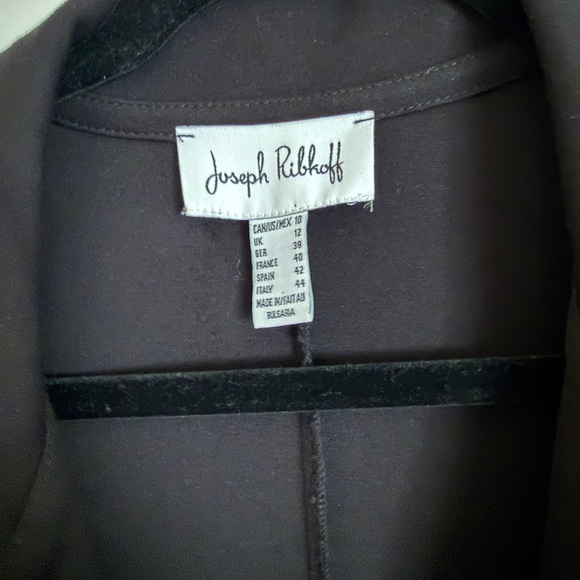 Joseph Ribkoff
CAN/US/MEX 10
UK 12
GER 38
FRANCE 40
SPAIN 42
ITALY 44
MADE IN/FAIT AU
BULGARIA